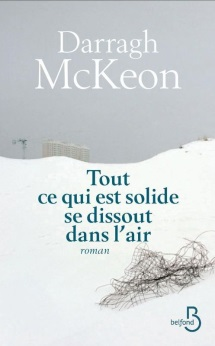 Darragh
McKeon
Tout
ce qui est solide
se dissout
dans l'air
roman
belfond